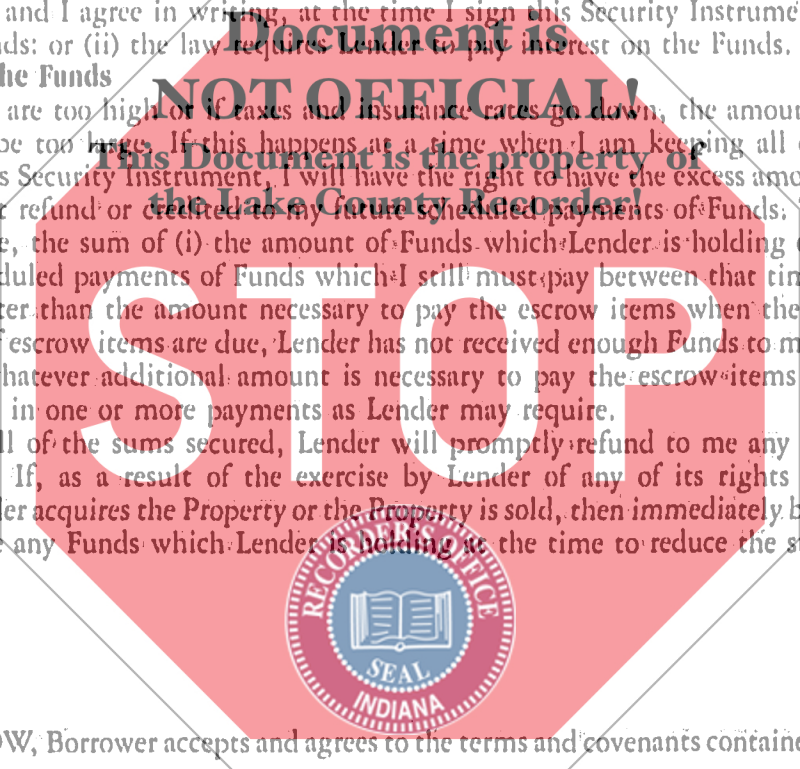 and I agree in writing, at the time I sign this Security Instrume
ds: or (ii) the law requires Lender to pay interest on the Funds.
he Funds
are too high or if taxes and insurance rates go down, the amoun
be too large. If this happens at a time when I am keeping all
s Security Instrument, I will have the right to have the excess amo
refund or credited to my future scheduled payments of Funds.
e, the sum of (i) the amount of Funds which Lender is holding
duled payments of Funds which I still must pay between that tim
ter than the amount necessary to pay the escrow items when the
f escrow items are due, Lender has not received enough Funds to m
hatever additional amount is necessary to pay the escrow items
in one or more payments as Lender may require.
ll of the sums secured, Lender will promptly refund to me any
If, as a result of the exercise by Lender of any of its rights
er acquires the Property or the Property is sold, then immediately b
any Funds which Lender is holding at the time to reduce the s
OW, Borrower accepts and agrees to the terms and covenants containe
Document is
NOT OFFICIAL!
This Document is the property of
the Lake County Recorder!
STOP
RECORDER'S OFFICE
SEAL
INDIANA